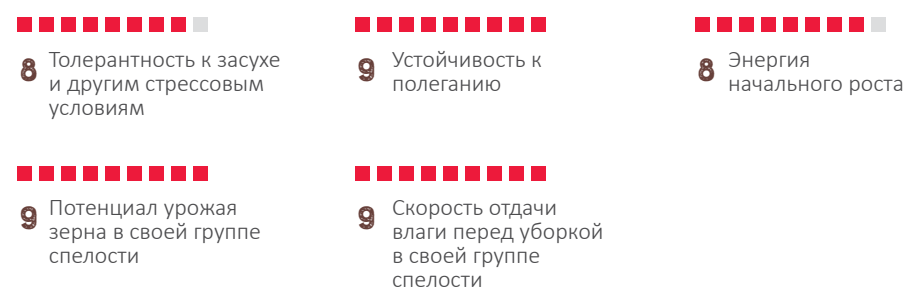 8 Толерантность к засухе
и другим стрессовым
условиям
9 Устойчивость к
полеганию
8 Энергия
начального роста
9 Потенциал урожая
зерна в своей группе
спелости
9 Скорость отдачи
влаги перед уборкой
в своей группе
спелости